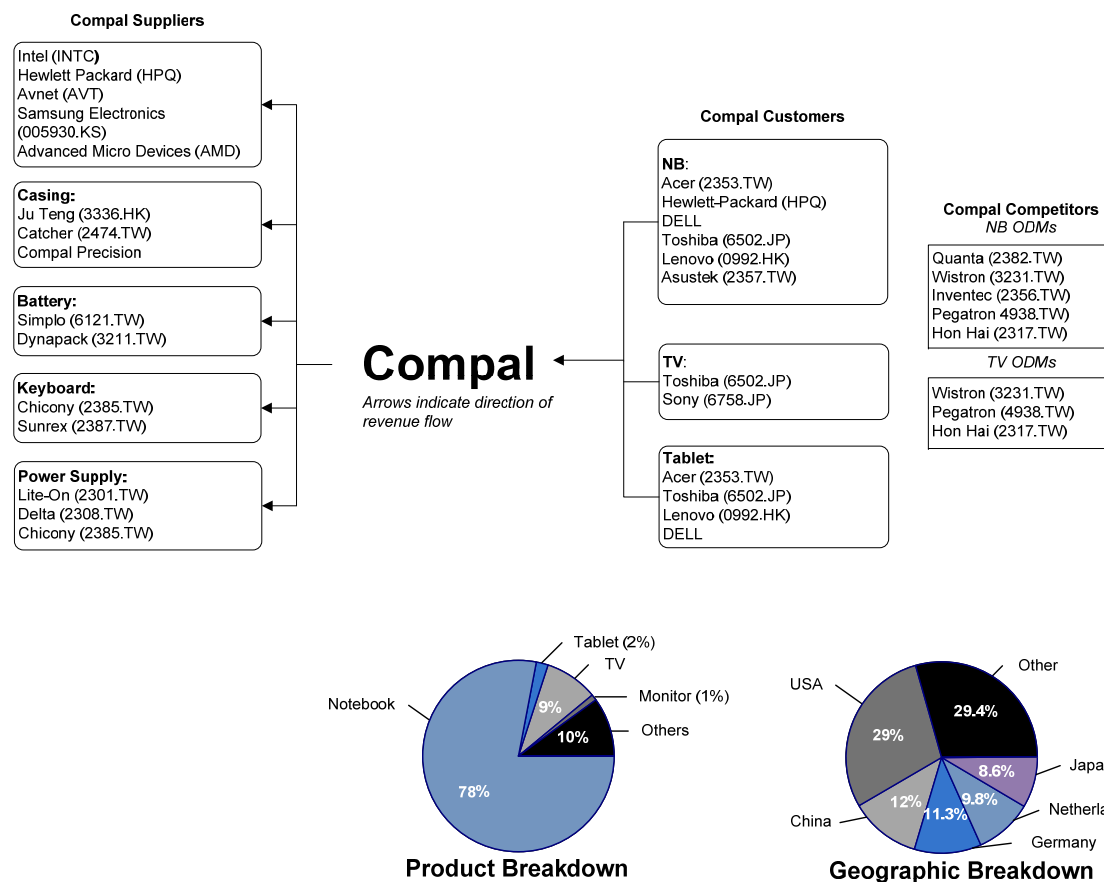 Compal Suppliers
Intel (INTC)
Hewlett Packard (HPQ)
Avnet (AVT)
Samsung Electronics
(005930.KS)
Advanced Micro Devices (AMD)
Casing:
Ju Teng (3336.HK)
Catcher (2474.TW)
Compal Precision
Battery:
Simplo (6121.TW)
Dynapack (3211.TW)
Keyboard:
Chicony (2385.TW)
Sunrex (2387.TW)
Power Supply:
Lite-On (2301.TW)
Delta (2308.TW)
Chicony (2385.TW)
Compal
Arrows indicate direction of
revenue flow
Compal Customers
NB:
Acer (2353.TW)
Hewlett-Packard (HPQ)
DELL
Toshiba (6502.JP)
Lenovo (0992.HK)
Asustek (2357.TW)
TV:
Toshiba (6502.JP)
Sony (6758.JP)
Tablet:
Acer (2353.TW)
Toshiba (6502.JP)
Lenovo (0992.HK)
DELL
Compal Competitors
NB ODMs
Quanta (2382.TW)
Wistron (3231.TW)
Inventec (2356.TW)
Pegatron 4938.TW)
Hon Hai (2317.TW)
TV ODMs
Wistron (3231.TW)
Pegatron (4938.TW)
Hon Hai (2317.TW)
Tablet (2%)
TV
Notebook
Monitor (1%)
9%
Others
10%
78%
Product Breakdown
Other
USA
29.4%
29%
8.6%
Japa
12%
9.8%
11.3%
Netherla
China
Germany
Geographic Breakdown